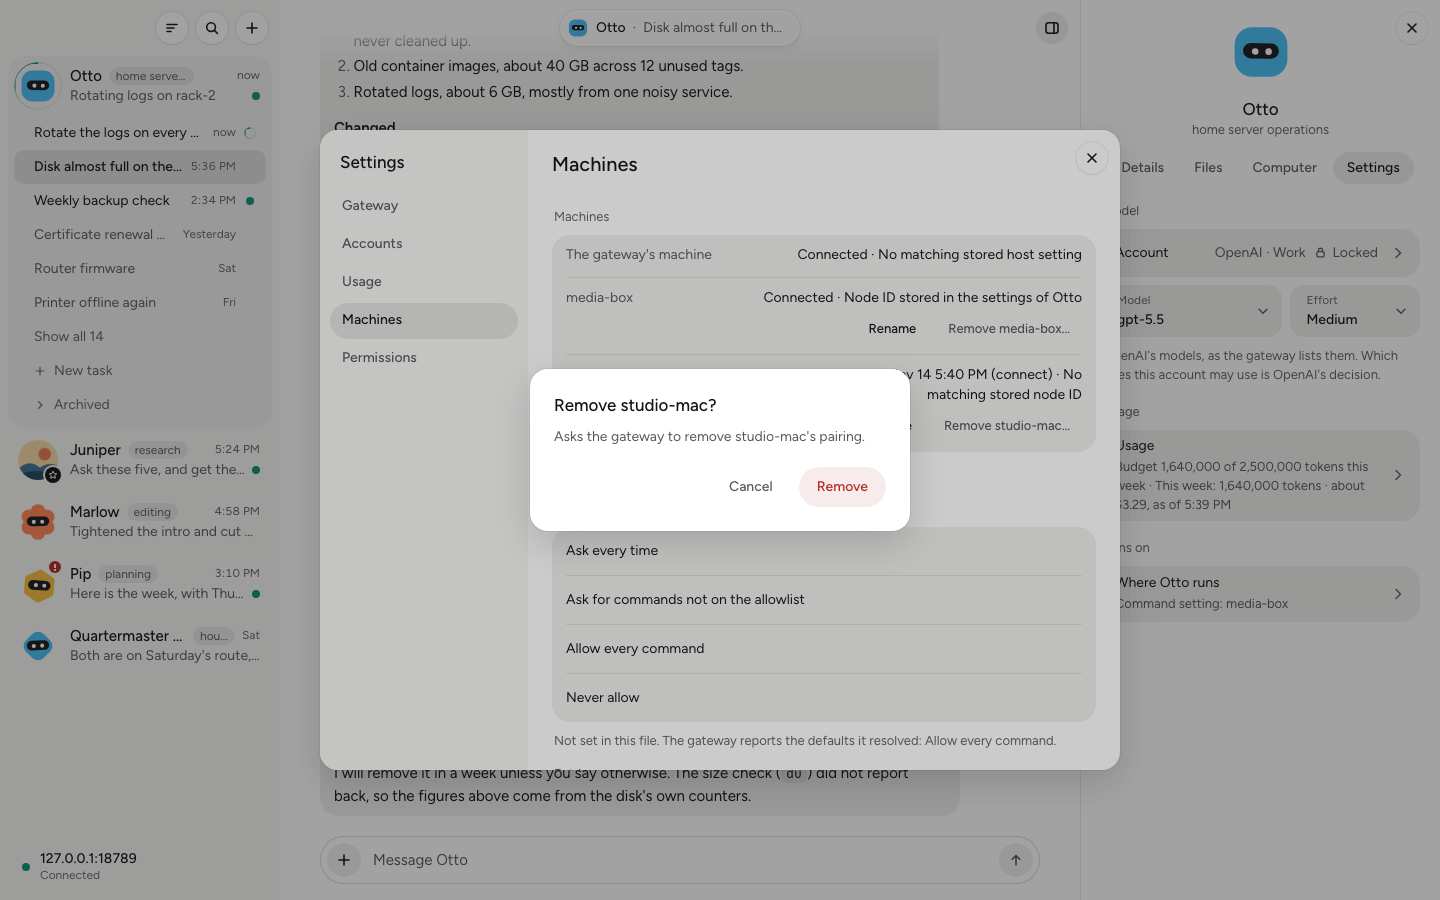 Otto
home serve...
now
Rotating logs on rack-2
Rotate the logs on every ...
now
Disk almost full on the...
5:36 PM
Weekly backup check
2:34 PM
Certificate renewal ...
Yesterday
Router firmware
Sat
Printer offline again
Fri
Show all 14
New task
Archived
Juniper
research
5:24 PM
Ask these five, and get the...
Marlow
editing
4:58 PM
Tightened the intro and cut ...
Pip
planning
3:10 PM
Here is the week, with Thu...
Quartermaster ...
hou...
Sat
Both are on Saturday's route,...
127.0.0.1:18789
Connected
Otto · Disk almost full on th...
never cleaned up.
2. Old container images, about 40 GB across 12 unused tags.
3. Rotated logs, about 6 GB, mostly from one noisy service.
Changed
Settings
Gateway
Accounts
Usage
Machines
Permissions
Machines
Machines
The gateway's machine
Connected · No matching stored host setting
media-box
Connected · Node ID stored in the settings of Otto
Rename
Remove media-box...
14 5:40 PM (connect) · No
matching stored node ID
Remove studio-mac...
Remove studio-mac?
Asks the gateway to remove studio-mac's pairing.
Cancel
Remove
Ask every time
Ask for commands not on the allowlist
Allow every command
Never allow
Not set in this file. The gateway reports the defaults it resolved: Allow every command.
I will remove it in a week unless you say otherwise. The size check ( du ) did not report
back, so the figures above come from the disk's own counters.
Message Otto
Otto
home server operations
Details
Files
Computer
Settings
Account
OpenAI · Work
Locked
Model
gpt-5.5
Effort
Medium
OpenAI's models, as the gateway lists them. Which
this account may use is OpenAI's decision.
Usage
Budget 1,640,000 of 2,500,000 tokens this
week · This week: 1,640,000 tokens · about
$3.29, as of 5:39 PM
on
Where Otto runs
Command setting: media-box